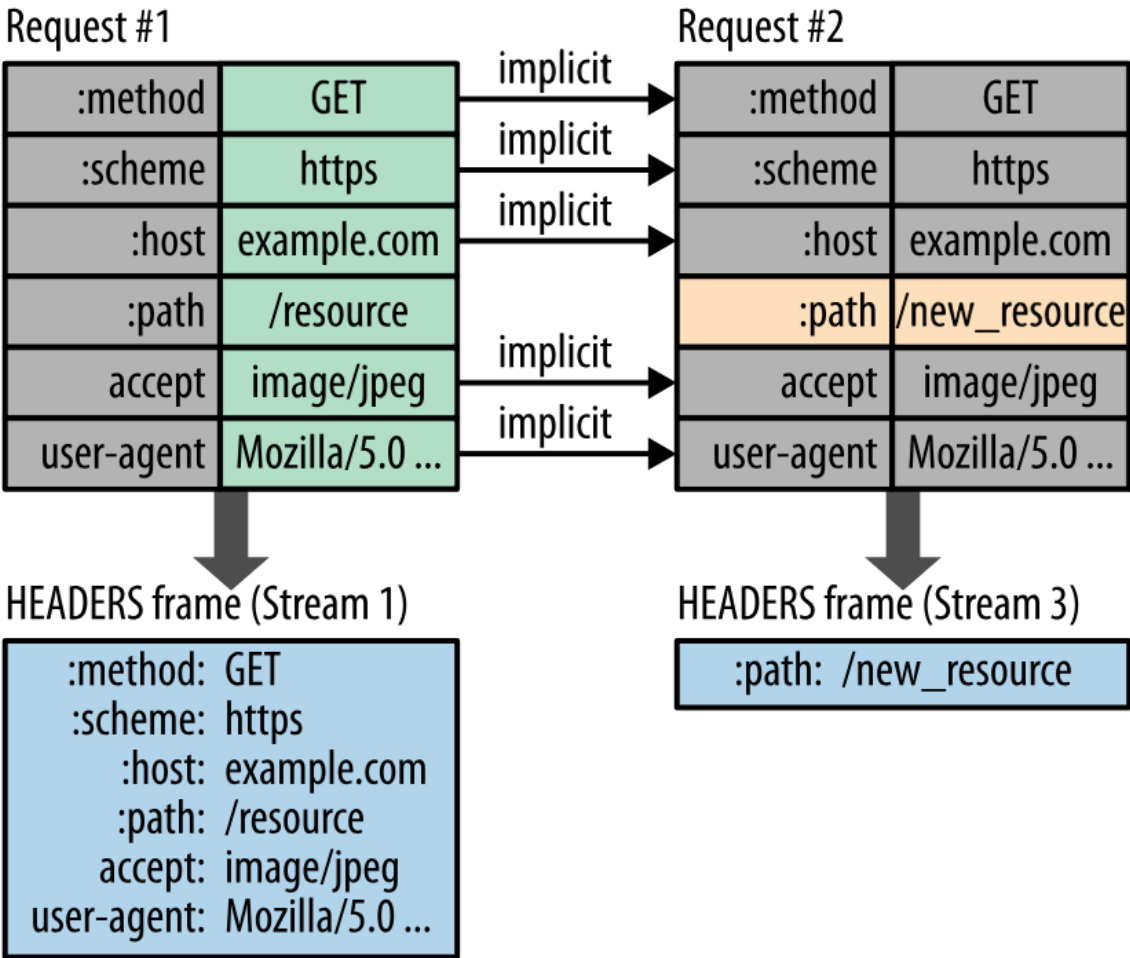 Request #1
:method GET
:scheme https
:host example.com
:path /resource
accept image/jpeg
user-agent Mozilla/5.0 ...
implicit
implicit
implicit
implicit
implicit
Request #2
:method GET
:scheme https
:host example.com
:path /new_resource
accept image/jpeg
user-agent Mozilla/5.0 ...
HEADERS frame (Stream 1)
:method: GET
:scheme: https
:host: example.com
:path: /resource
accept: image/jpeg
user-agent: Mozilla/5.0 ...
HEADERS frame (Stream 3)
:path: /new_resource